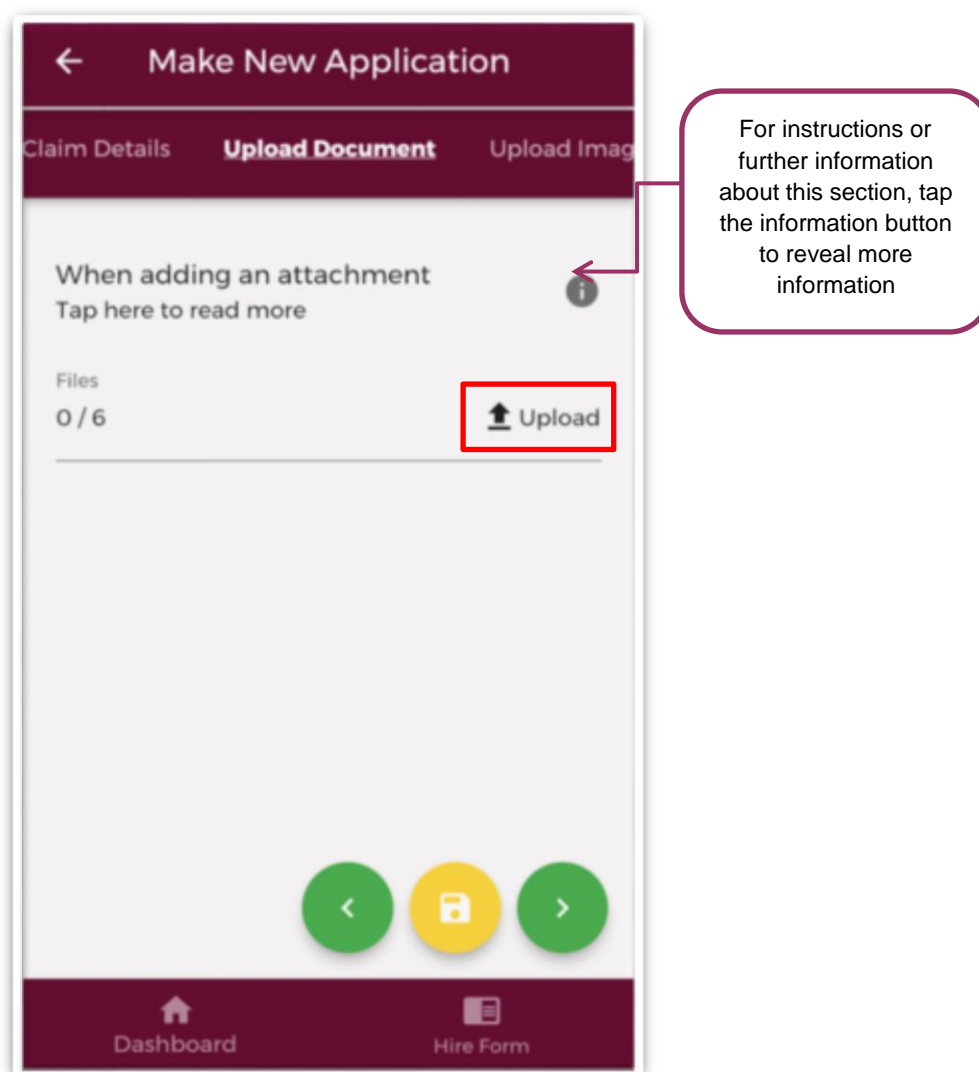 Make New Application
Claim Details Upload Document Upload Imag
For instructions or
further information
about this section, tap
the information button
to reveal more
information
When adding an attachment
Tap here to read more
Files
0 / 6
Upload
Dashboard
Hire Form